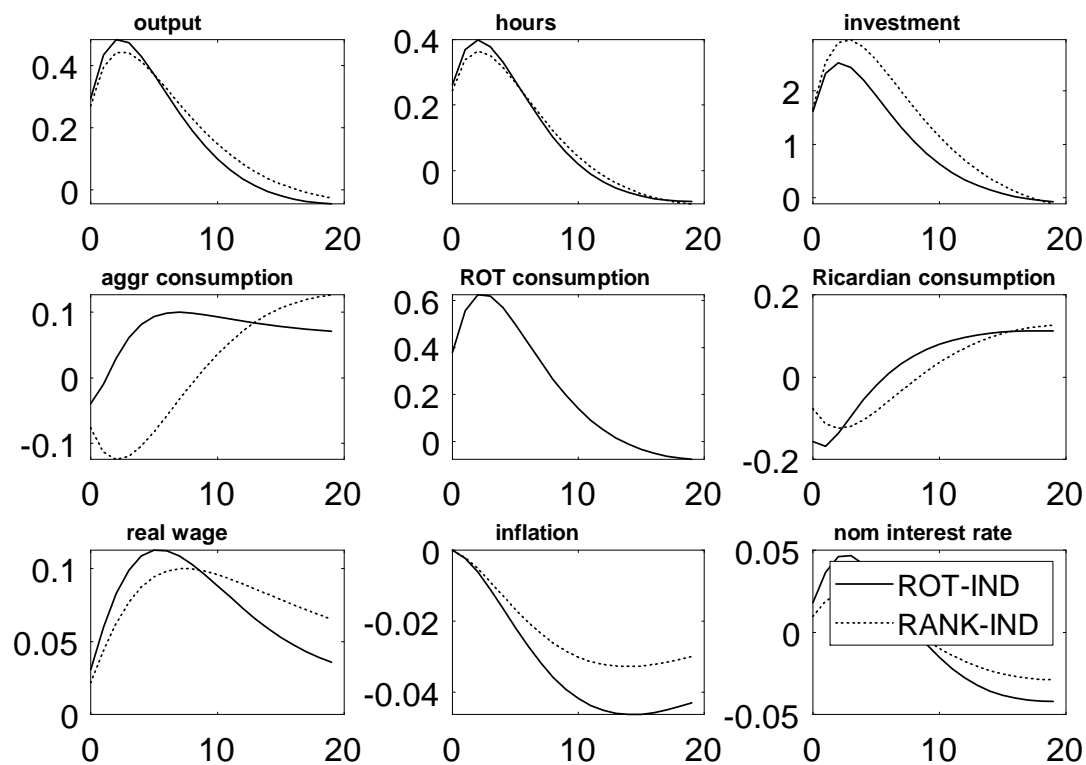 output
hours
investment
0.4
0.2
0
0 10 20
0.4
0.2
0
0 10 20
2
1
0
0 10 20
aggr consumption
ROT consumption
Ricardian consumption
0.1
0
-0.1
0 10 20
0.6
0.4
0.2
0
0 10 20
0.2
0
-0.2
0 10 20
real wage
inflation
nom interest rate
0.1
0.05
0
0 10 20
0
-0.02
-0.04
0 10 20
0.05
0
-0.05
0 10 20
ROT-IND
RANK-IND